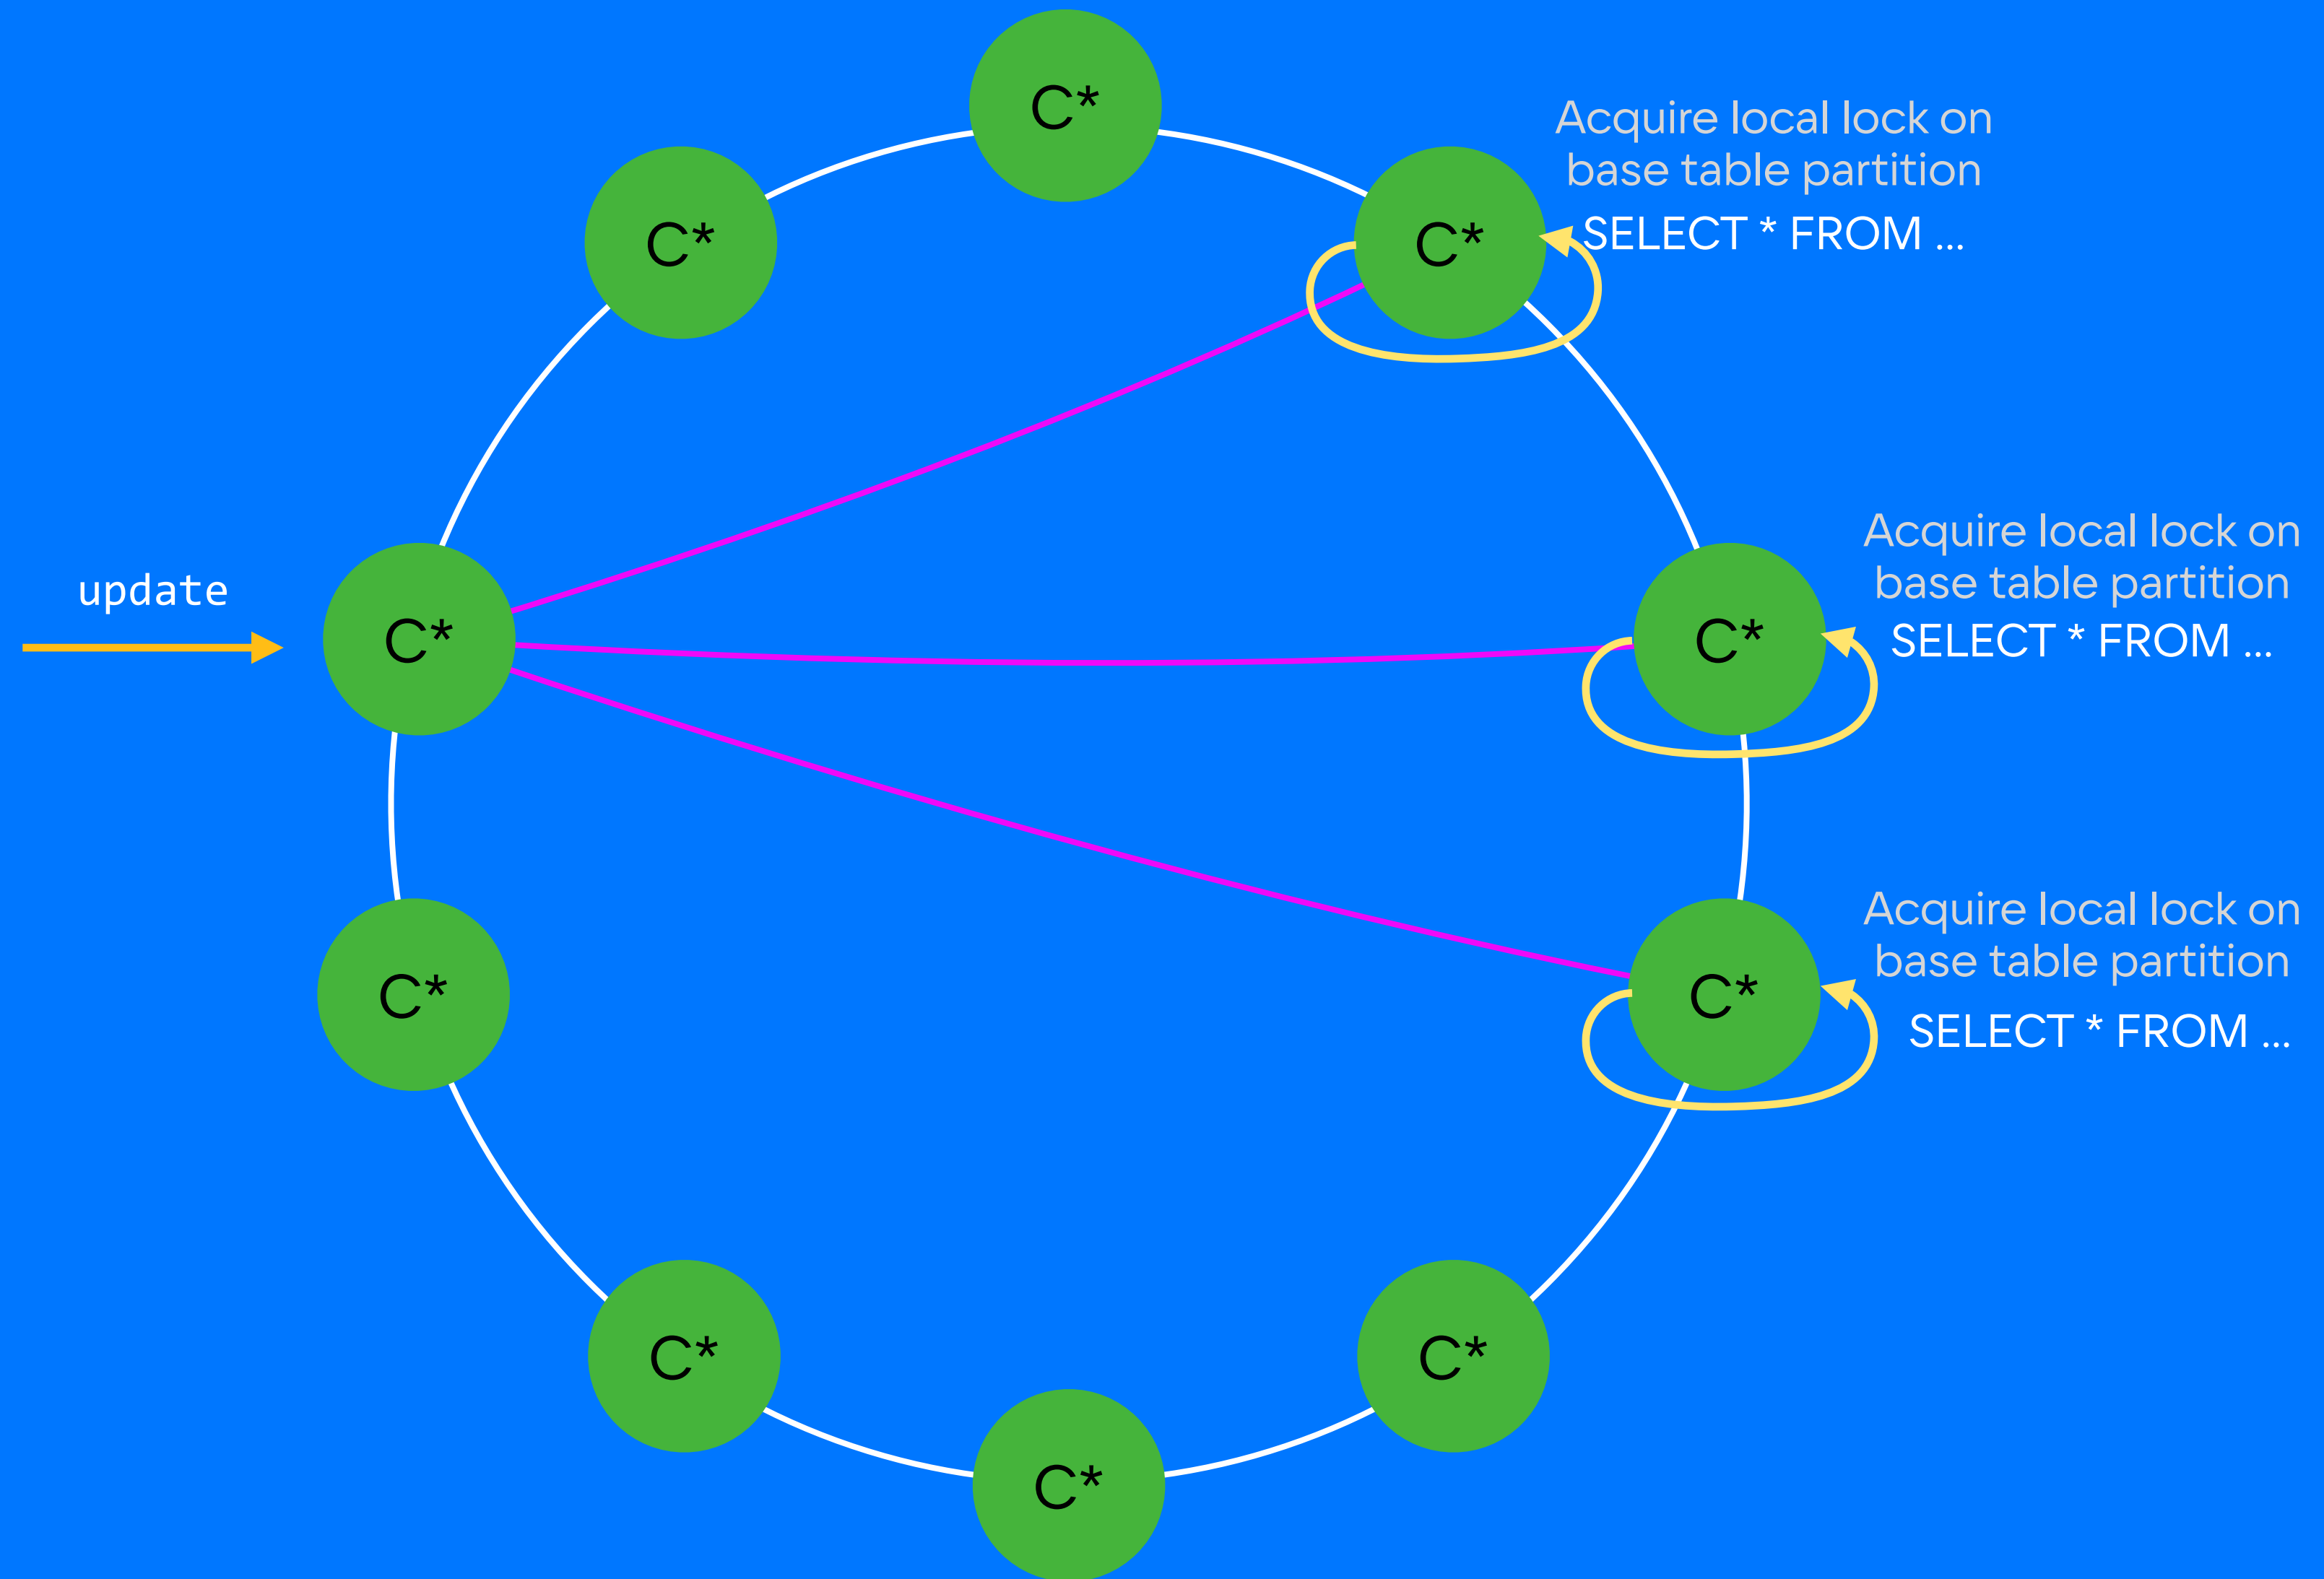 C*
C*
C*
Acquire local lock on
base table partition
SELECT * FROM ...
update
C*
C*
Acquire local lock on
base table partition
SELECT * FROM ...
C*
C*
Acquire local lock on
base table partition
SELECT * FROM ...
C*
C*
C*